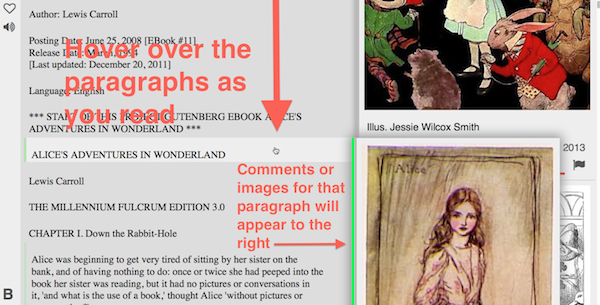 Author: Lewis Carroll
Posting Date: June 25, 2008 [EBook #11]
Release Date: March, 1994
[Last updated: December 20, 2011]
Language: English
*** START OF THIS PROJECT GUTENBERG EBOOK ALICE'S
ADVENTURES IN WONDERLAND ***
ALICE'S ADVENTURES IN WONDERLAND
Lewis Carroll
THE MILLENNIUM FULCRUM EDITION 3.0
CHAPTER I. Down the Rabbit-Hole
Alice was beginning to get very tired of sitting by her sister on the
bank, and of having nothing to do: once or twice she had peeped into the
book her sister was reading, but it had no pictures or conversations in
it, 'and what is the use of a book,' thought Alice 'without pictures or
B
Hover over the
paragraphs as
you read
Comments or
images for that
paragraph will
appear to the
right
Illus. Jessie Wilcox Smith
2013
Alice